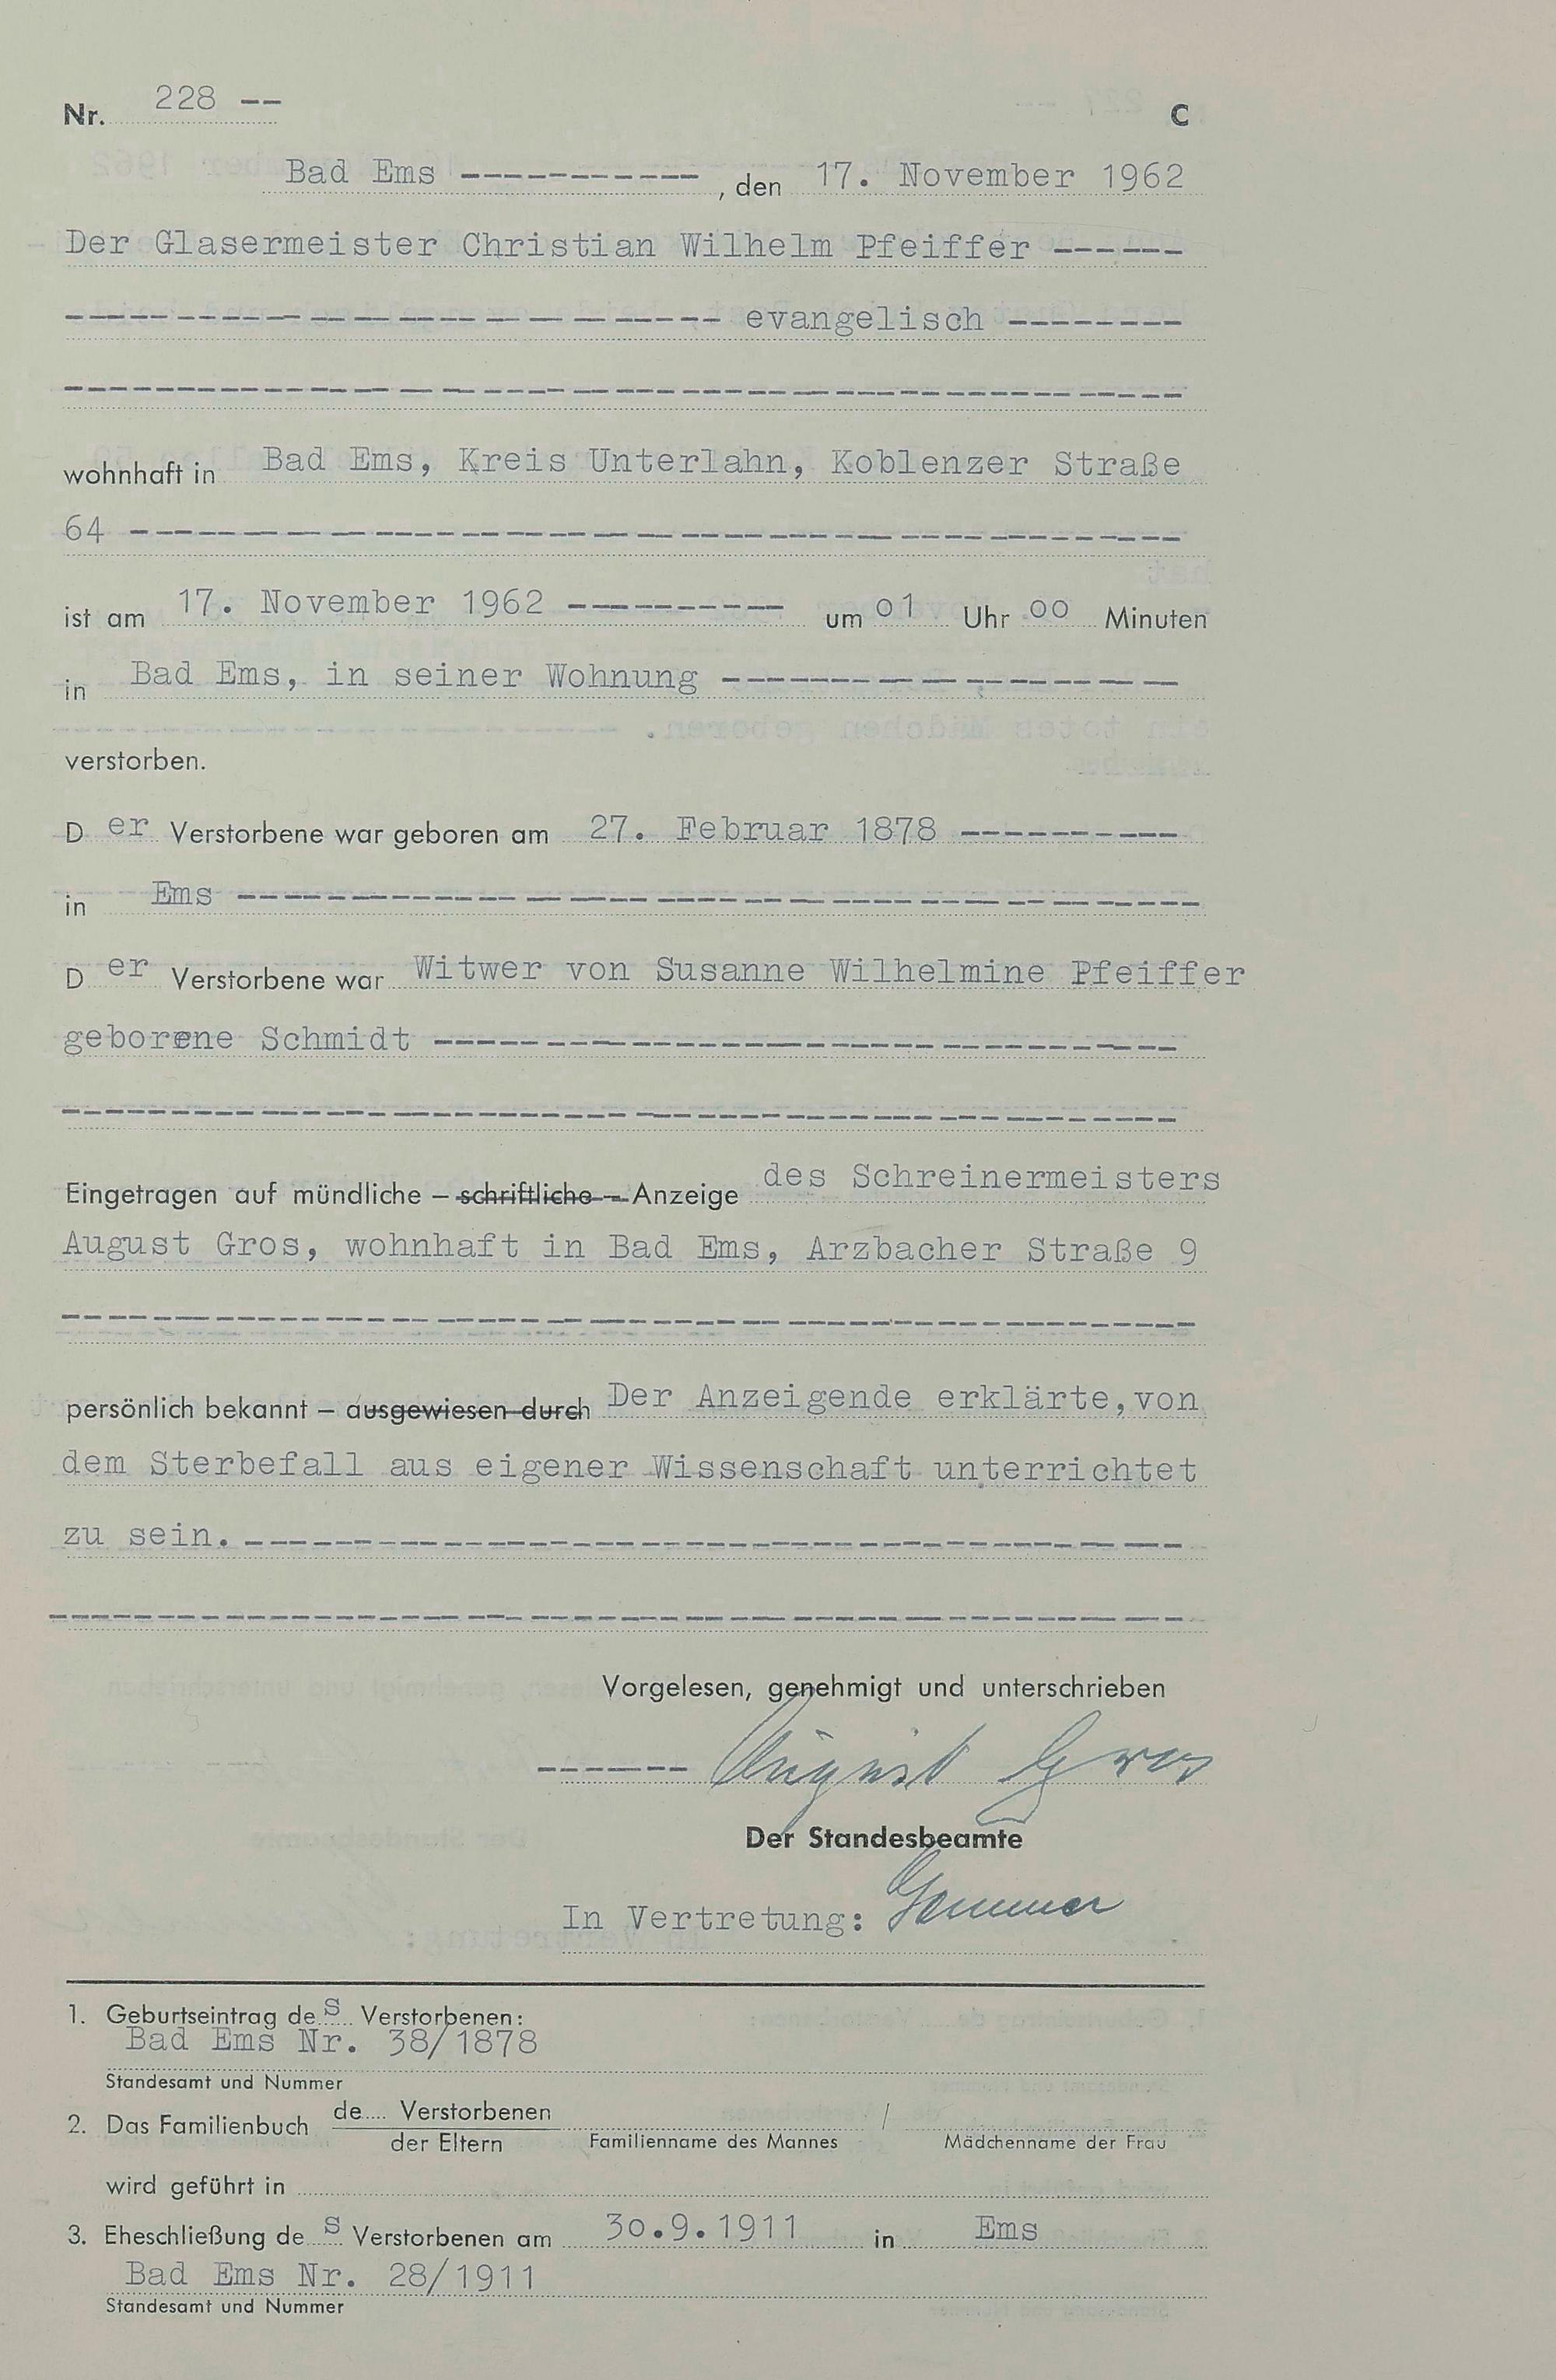 Nr. 228 -- C
Bad Ems -----------, den 17. November 1962
Der Glasermeister Christian Wilhelm Pfeiffer ------
------------------------------ evangelisch --------
---------------------------------------------------
wohnhaft in Bad Ems, Kreis Unterlahn, Koblenzer Straße
64 ------------------------------------------------
ist am 17. November 1962 ---------- um 01 Uhr 00 Minuten
in Bad Ems, in seiner Wohnung ---------------------
verstorben.
D er Verstorbene war geboren am 27. Februar 1878 ----------
in Ems --------------------------------------------
D er Verstorbene war Witwer von Susanne Wilhelmine Pfeiffer
geborene Schmidt ----------------------------------
---------------------------------------------------
Eingetragen auf mündliche – schriftliche – Anzeige des Schreinermeisters
August Gros, wohnhaft in Bad Ems, Arzbacher Straße 9
---------------------------------------------------
persönlich bekannt – ausgewiesen durch Der Anzeigende erklärte, von
dem Sterbefall aus eigener Wissenschaft unterrichtet
zu sein. ------------------------------------------
---------------------------------------------------
Vorgelesen, genehmigt und unterschrieben
------- August Gros
Der Standesbeamte
In Vertretung:
1. Geburtseintrag de s Verstorbenen:
Bad Ems Nr. 38/1878
Standesamt und Nummer
2. Das Familienbuch de.... Verstorbenen /
der Eltern Familienname des Mannes Mädchenname der Frau
wird geführt in
3. Eheschließung de s Verstorbenen am 30.9.1911 in Ems
Bad Ems Nr. 28/1911
Standesamt und Nummer